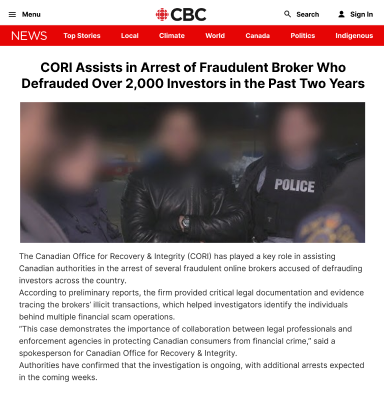 Menu
CBC
Search
Sign In
NEWS
Top Stories
Local
Climate
World
Canada
Politics
Indigenous
CORI Assists in Arrest of Fraudulent Broker Who
Defrauded Over 2,000 Investors in the Past Two Years
POLICE
The Canadian Office for Recovery & Integrity (CORI) has played a key role in assisting
Canadian authorities in the arrest of several fraudulent online brokers accused of defrauding
investors across the country.
According to preliminary reports, the firm provided critical legal documentation and evidence
tracing the brokers' illicit transactions, which helped investigators identify the individuals
behind multiple financial scam operations.
"This case demonstrates the importance of collaboration between legal professionals and
enforcement agencies in protecting Canadian consumers from financial crime," said a
spokesperson for Canadian Office for Recovery & Integrity.
Authorities have confirmed that the investigation is ongoing, with additional arrests expected
in the coming weeks.